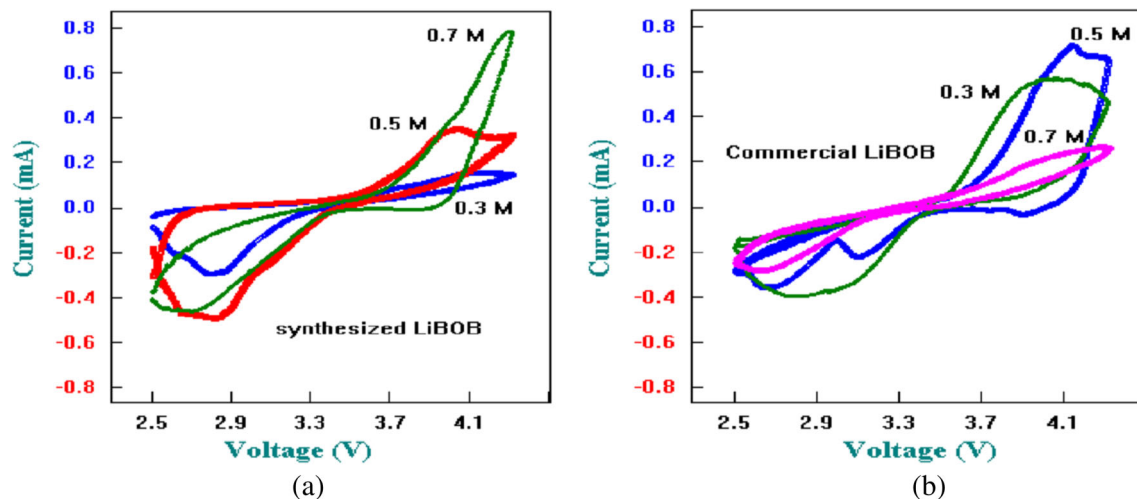 0.8
0.6
0.4
0.2
0.0
-0.2
-0.4
-0.6
-0.8
Current (mA)
0.7 M
0.5 M
0.3 M
synthesized LiBOB
2.5 2.9 3.3 3.7 4.1
Voltage (V)
(a)
0.8
0.6
0.4
0.2
0.0
-0.2
-0.4
-0.6
-0.8
Current (mA)
0.5 M
0.3 M
0.7 M
Commercial LiBOB
2.5 2.9 3.3 3.7 4.1
Voltage (V)
(b)